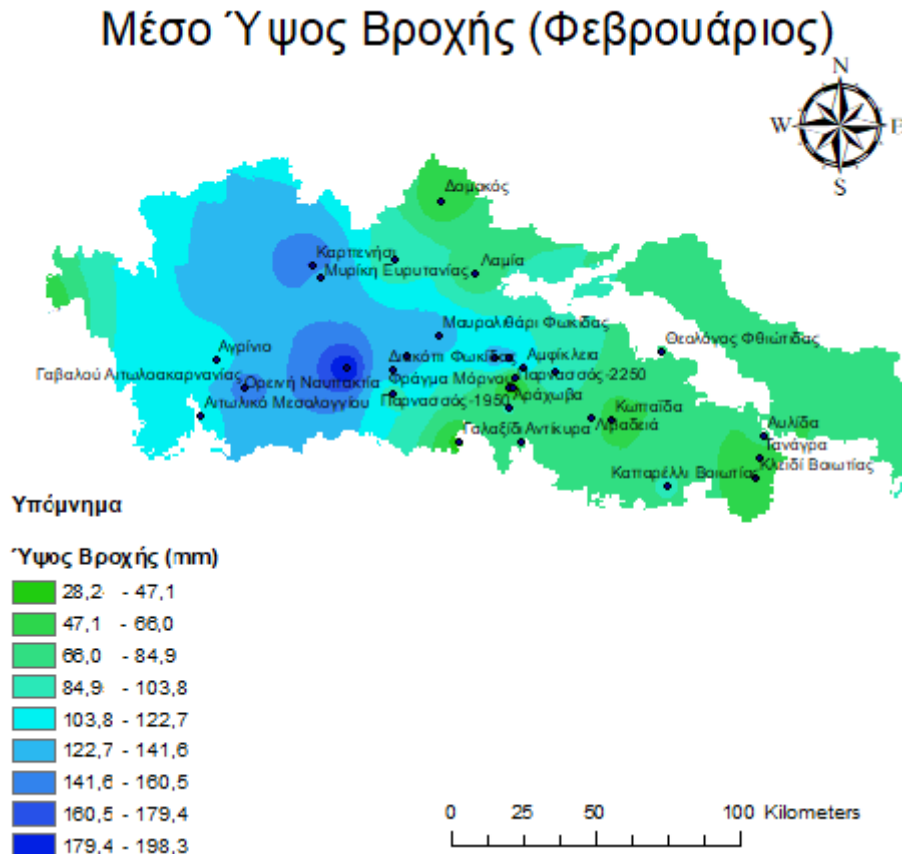 Μέσο Ύψος Βροχής (Φεβρουάριος)
N
W
E
S
Δομοκός
Καρπενήσι
Μυρίκη Ευρυτανίας
Λαμία
Μαυρολιθάρι Φωκίδας
Θεολόγος Φθιώτιδας
Αγρίνιο
Διακόπι Φωκίδας
Αμφίκλεια
Γαβαλού Αιτωλοακαρνανίας
Ορεινή Ναυπακτία
Φράγμα Μόρνου
Παρνασσός-2250
Αιτωλικό Μεσολογγίου
Παρνασσός-1950
Αράχωβα
Κωπαΐδα
Λιβαδειά
Γαλαξίδι
Αντίκυρα
Αυλίδα
Τανάγρα
Κλειδί Βοιωτίας
Καπαρέλλι Βοιωτίας
Υπόμνημα
Ύψος Βροχής (mm)
28,2 - 47,1
47,1 - 66,0
66,0 - 84,9
84,9 - 103,8
103,8 - 122,7
122,7 - 141,6
141,6 - 160,5
160,5 - 179,4
179,4 - 198,3
0 25 50 100 Kilometers